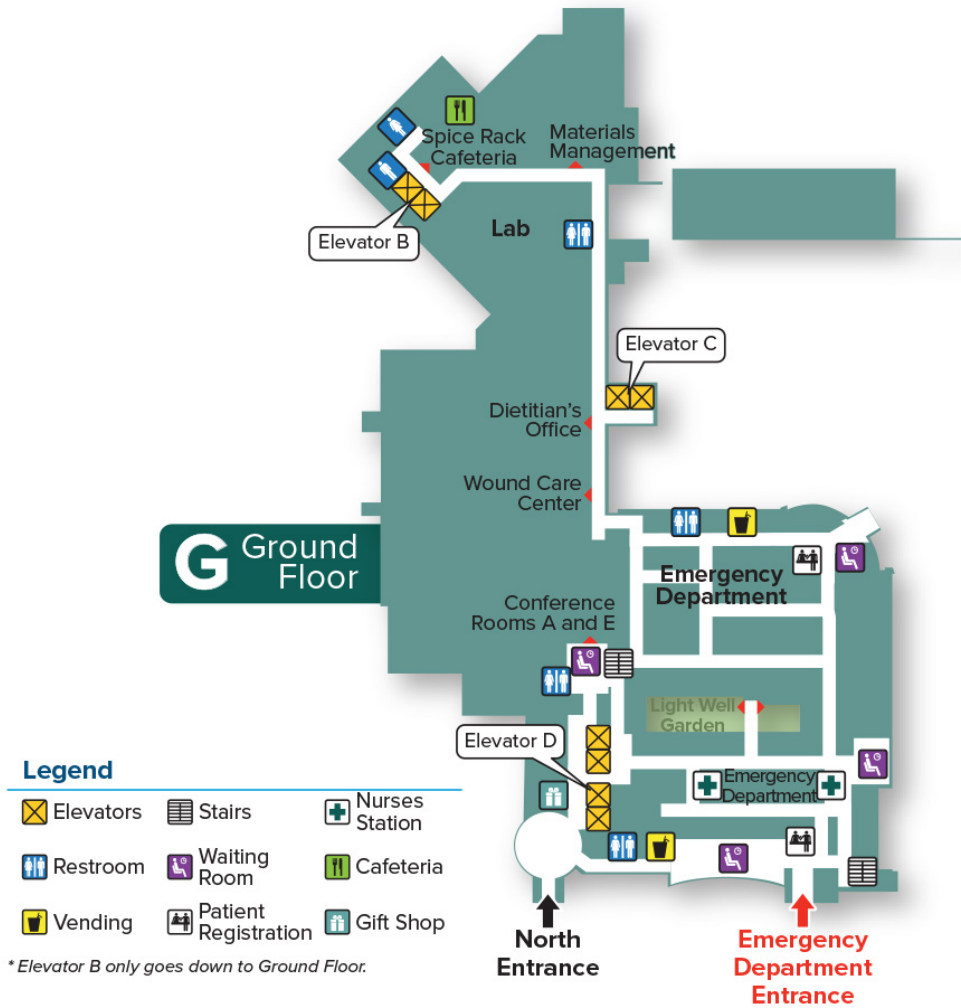 Spice Rack
Cafeteria
Materials
Management
Elevator B
Lab
Elevator C
Dietitian's
Office
Wound Care
Center
G Ground
Floor
Emergency
Department
Conference
Rooms A and E
Light Well
Garden
Elevator D
Emergency
Department
Legend
Elevators
Stairs
Nurses
Station
Restroom
Waiting
Room
Cafeteria
Vending
Patient
Registration
Gift Shop
* Elevator B only goes down to Ground Floor.
North
Entrance
Emergency
Department
Entrance